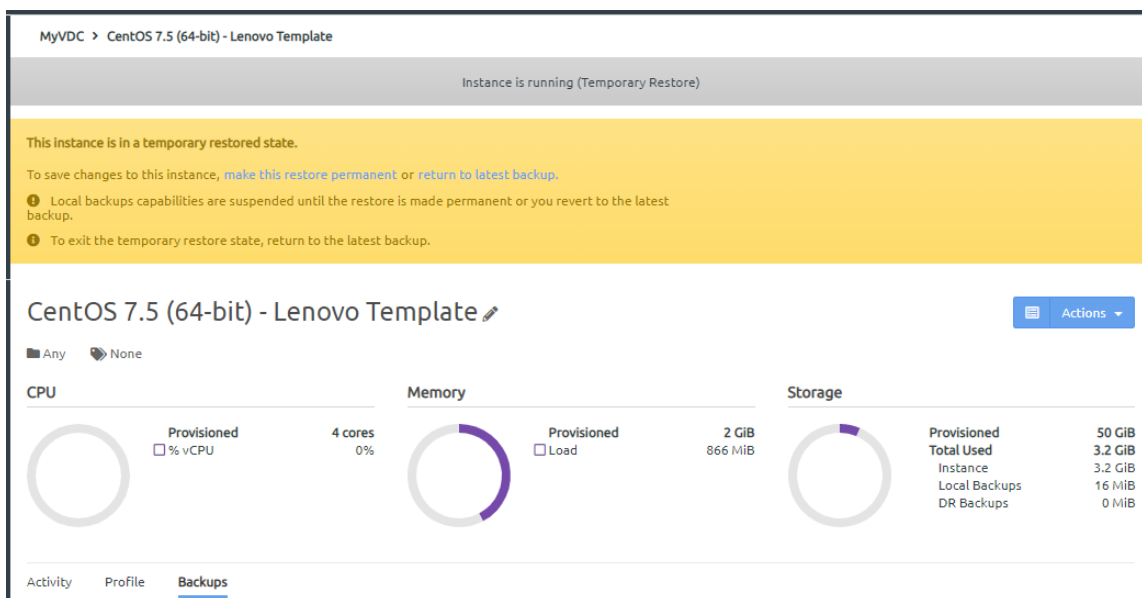 MyVDC > CentOS 7.5 (64-bit) - Lenovo Template
Instance is running (Temporary Restore)
This instance is in a temporary restored state.
To save changes to this instance, make this restore permanent or return to latest backup.
Local backups capabilities are suspended until the restore is made permanent or you revert to the latest
backup.
To exit the temporary restore state, return to the latest backup.
CentOS 7.5 (64-bit) - Lenovo Template
Actions
Any None
CPU
Provisioned 4 cores
% vCPU 0%
Memory
Provisioned 2 GiB
Load 866 MiB
Storage
Provisioned 50 GiB
Total Used 3.2 GiB
Instance 3.2 GiB
Local Backups 16 MiB
DR Backups 0 MiB
Activity Profile Backups